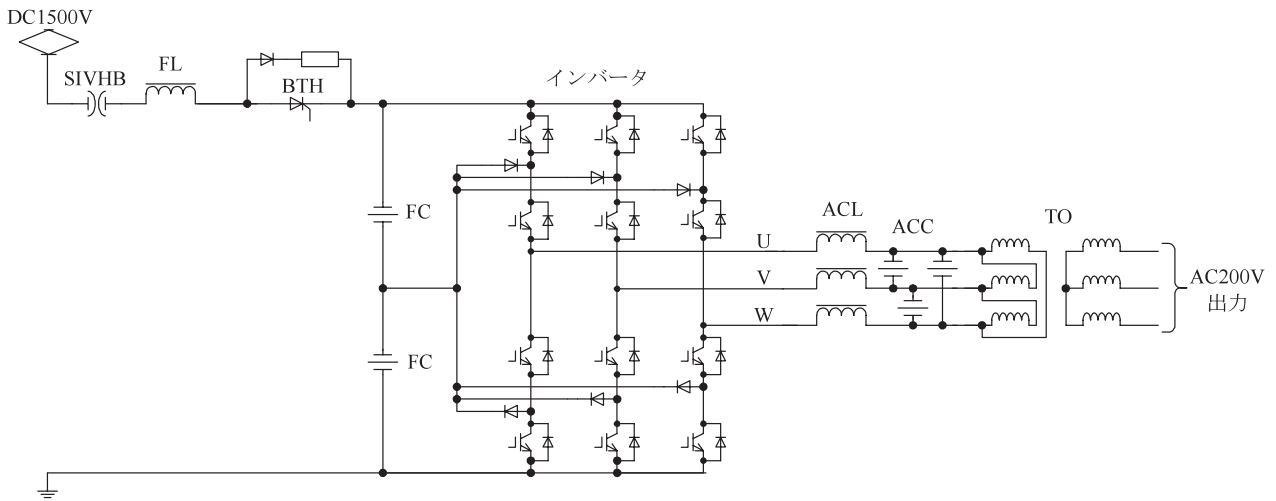 DC1500V
SIVHB
FL
BTH
インバータ
FC
FC
U
V
W
ACL
ACC
TO
AC200V
出力